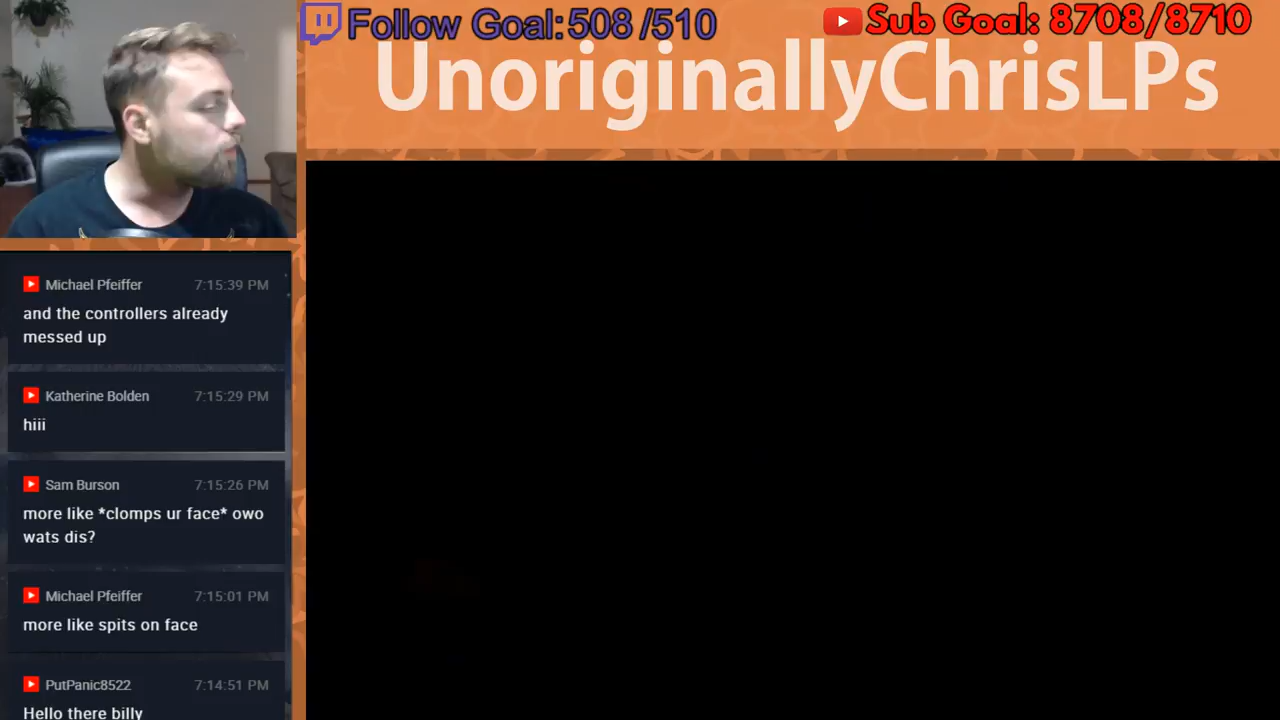 Follow Goal: 508 /510
Sub Goal: 8708/8710
UnoriginallyChrisLPs
Michael Pfeiffer 7:15:39 PM
and the controllers already
messed up
Katherine Bolden 7:15:29 PM
hiii
Sam Burson 7:15:26 PM
more like *clomps ur face* owo
wats dis?
Michael Pfeiffer 7:15:01 PM
more like spits on face
PutPanic8522 7:14:51 PM
Hello there billy